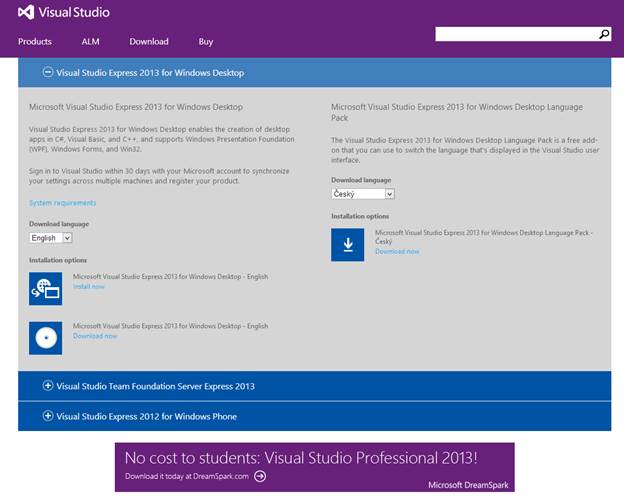 Visual Studio
Products ALM Download Buy
Visual Studio Express 2013 for Windows Desktop
Microsoft Visual Studio Express 2013 for Windows Desktop
Visual Studio Express 2013 for Windows Desktop enables the creation of desktop
apps in C#, Visual Basic, and C++, and supports Windows Presentation Foundation
(WPF), Windows Forms, and Win32.
Sign in to Visual Studio within 30 days with your Microsoft account to synchronize
your settings across multiple machines and register your product.
System requirements
Download language
English
Installation options
Microsoft Visual Studio Express 2013 for Windows Desktop - English
Install now
Microsoft Visual Studio Express 2013 for Windows Desktop - English
Download now
Microsoft Visual Studio Express 2013 for Windows Desktop Language
Pack
The Visual Studio Express 2013 for Windows Desktop Language Pack is a free add-
on that you can use to switch the language that's displayed in the Visual Studio user
interface.
Download language
Český
Installation options
Microsoft Visual Studio Express 2013 for Windows Desktop Language Pack -
Český
Download now
Visual Studio Team Foundation Server Express 2013
Visual Studio Express 2012 for Windows Phone
No cost to students: Visual Studio Professional 2013!
Download it today at DreamSpark.com
Microsoft DreamSpark